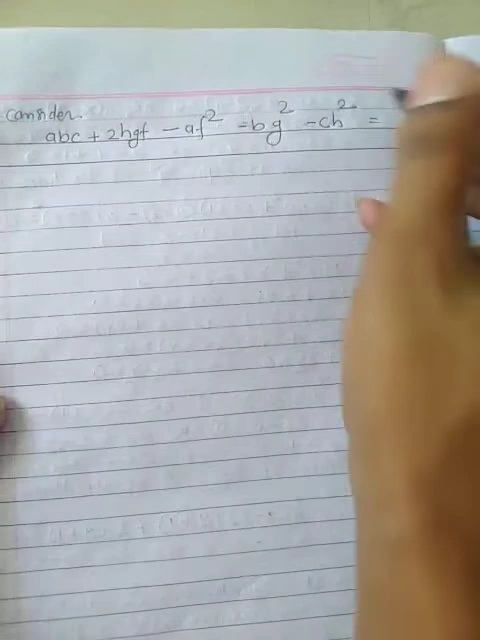 Consider
abc + 2hgf - af² - bg² - ch² =